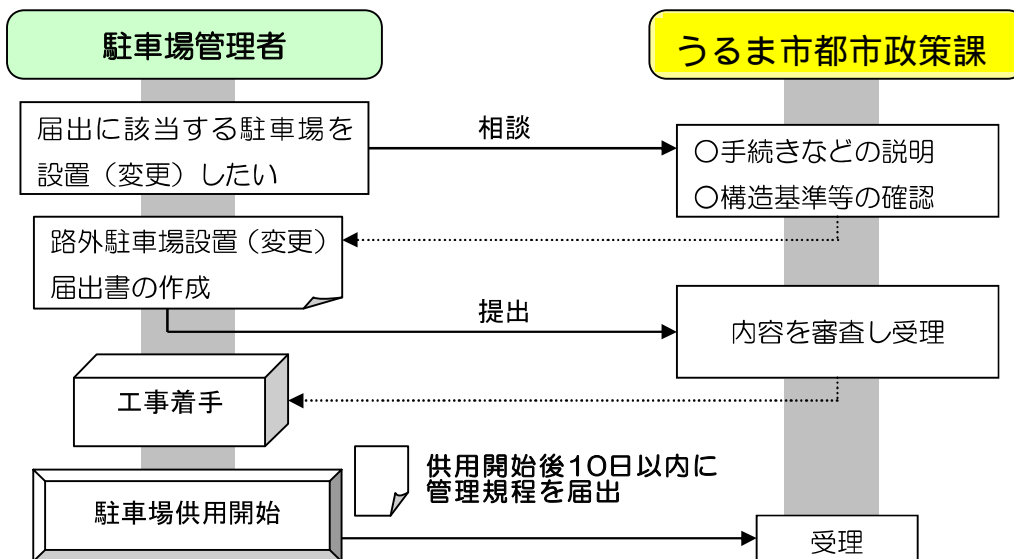 駐車場管理者
うるま市都市政策課
届出に該当する駐車場を
設置（変更）したい
相談
○手続きなどの説明
○構造基準等の確認
路外駐車場設置（変更）
届出書の作成
提出
内容を審査し受理
工事着手
供用開始後10日以内に
管理規程を届出
駐車場供用開始
受理